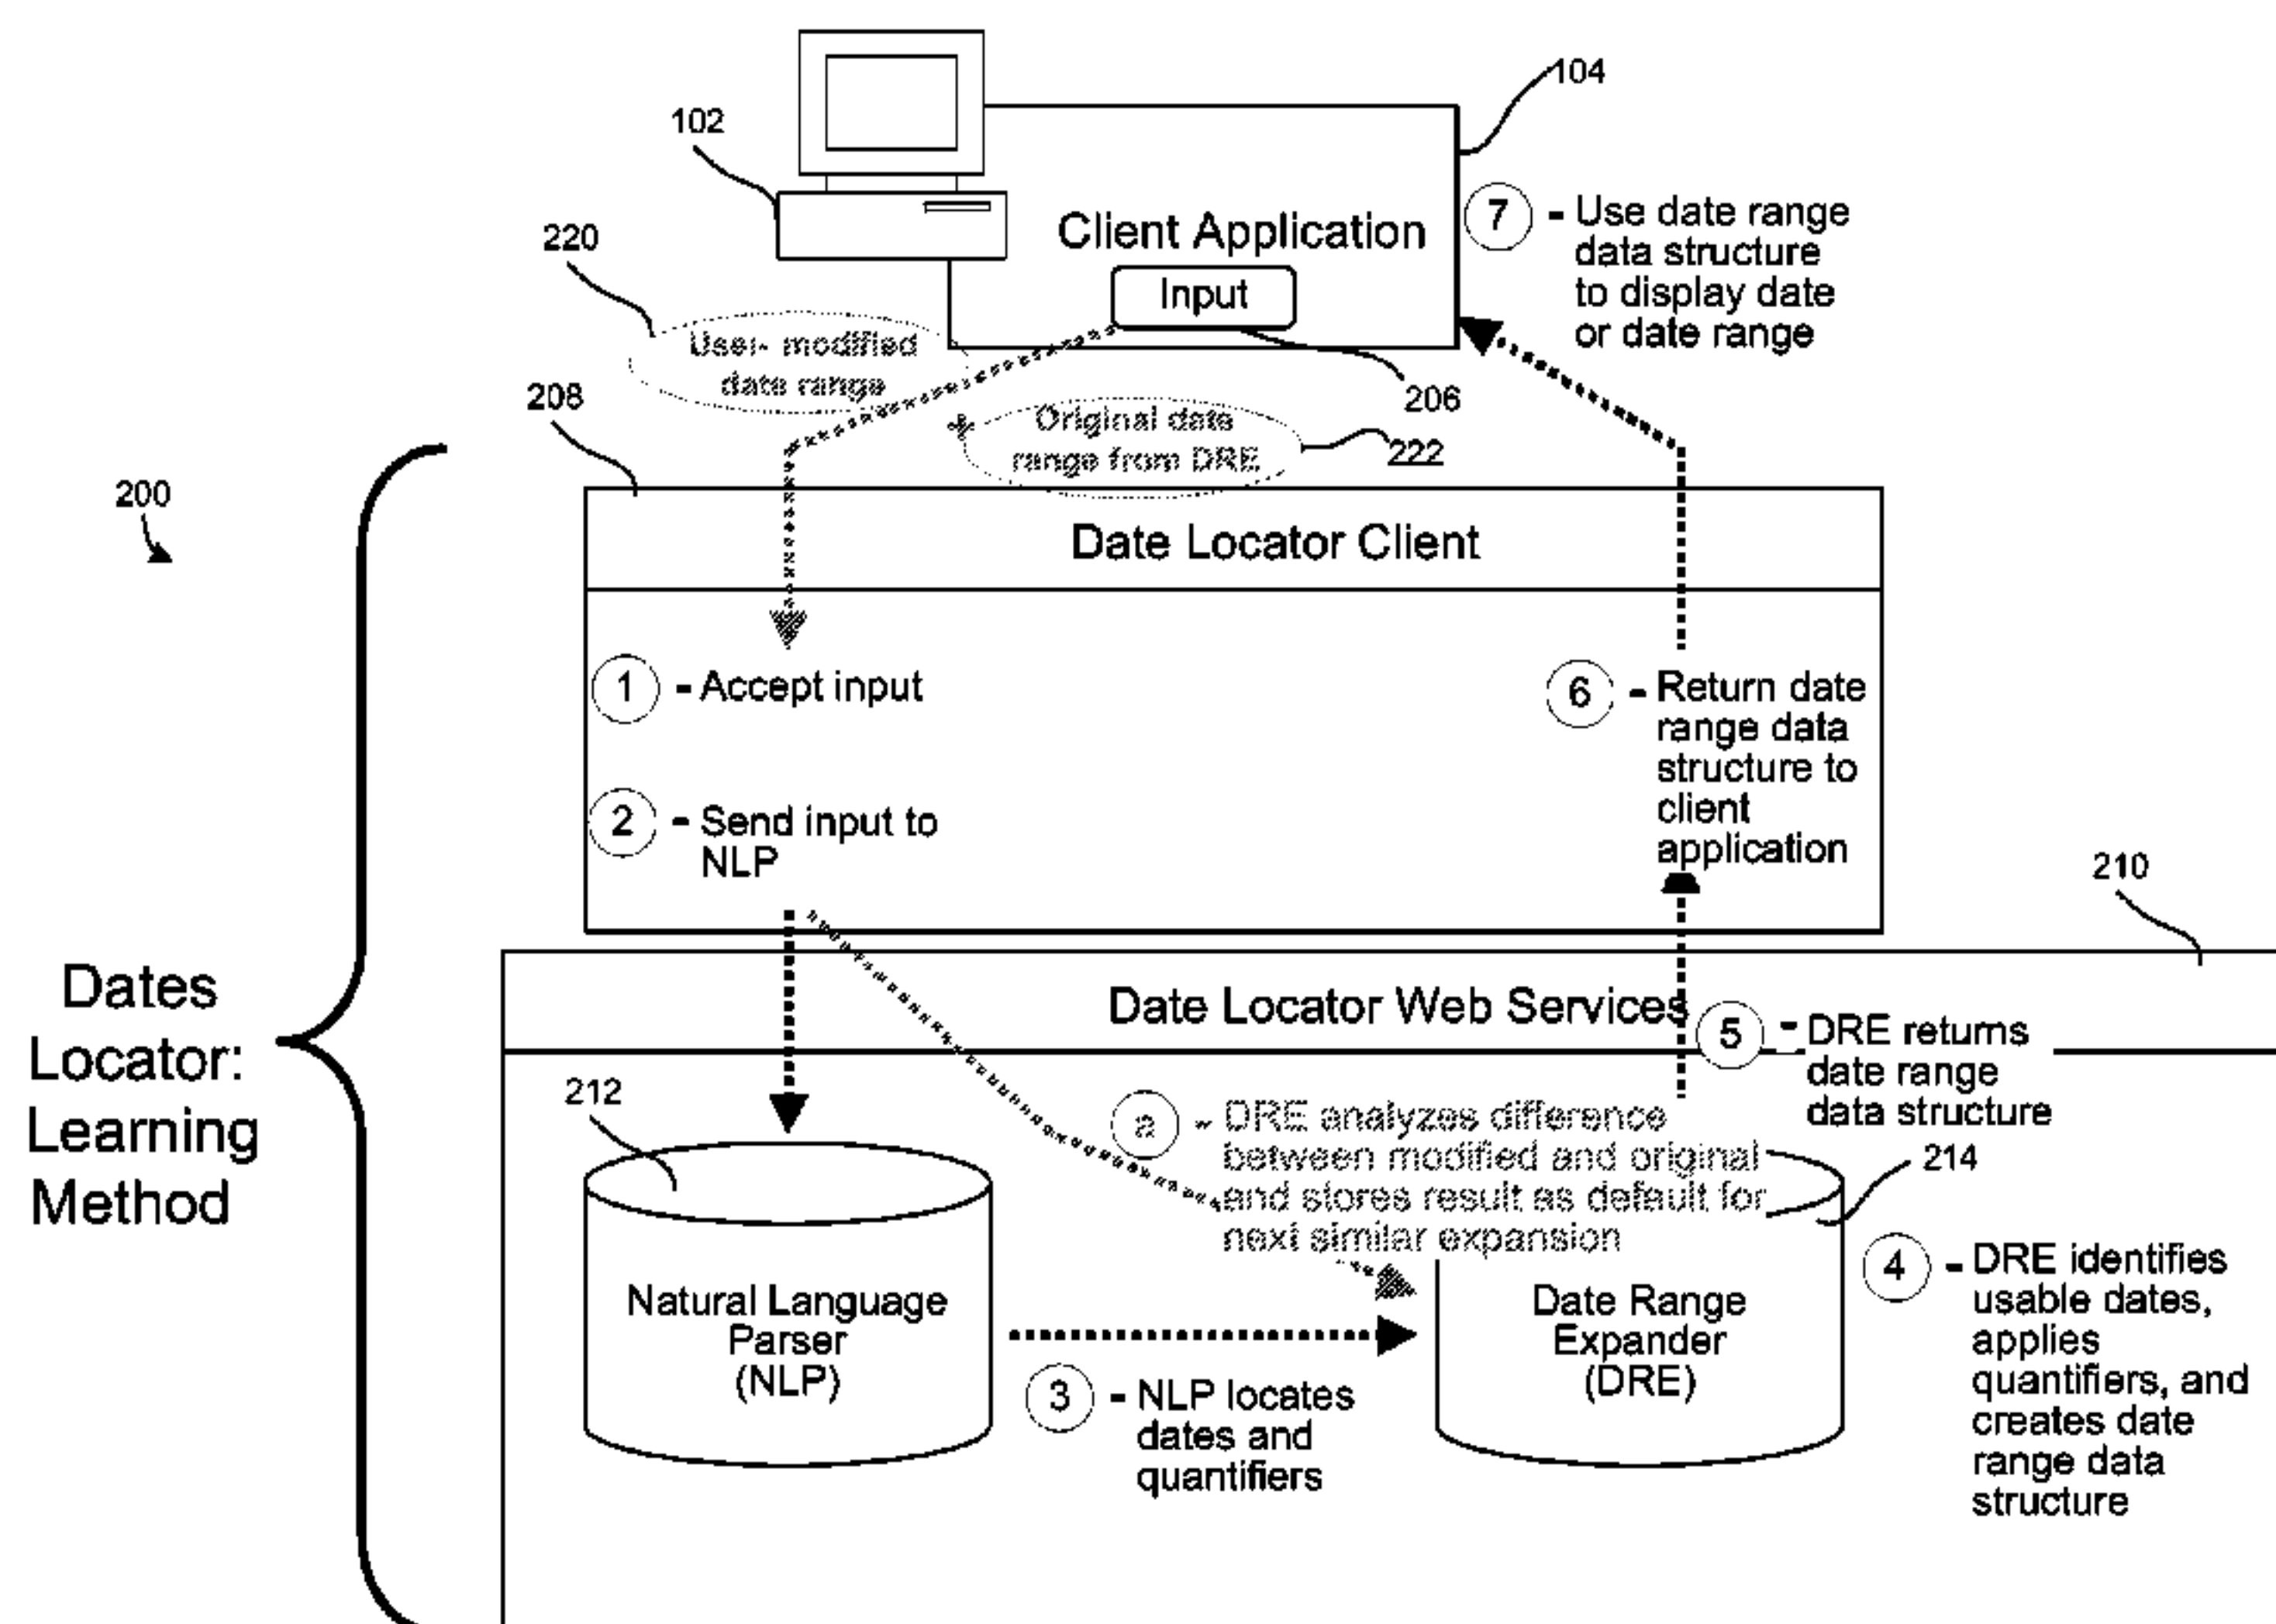 104
102
Client Application
Input
7 - Use date range
data structure
to display date
or date range
220
User- modified
date range
206
208
+ Original date
range from DRE
222
200
Date Locator Client
1 - Accept input
2 - Send input to
NLP
6 - Return date
range data
structure to
client
application
210
Dates
Locator:
Learning
Method
Date Locator Web Services
5 - DRE returns
date range
data structure
212
a - DRE analyzes difference
between modified and original
and stores result as default for
next similar expansion
214
Natural Language
Parser
(NLP)
3 - NLP locates
dates and
quantifiers
Date Range
Expander
(DRE)
4 - DRE identifies
usable dates,
applies
quantifiers, and
creates date
range data
structure